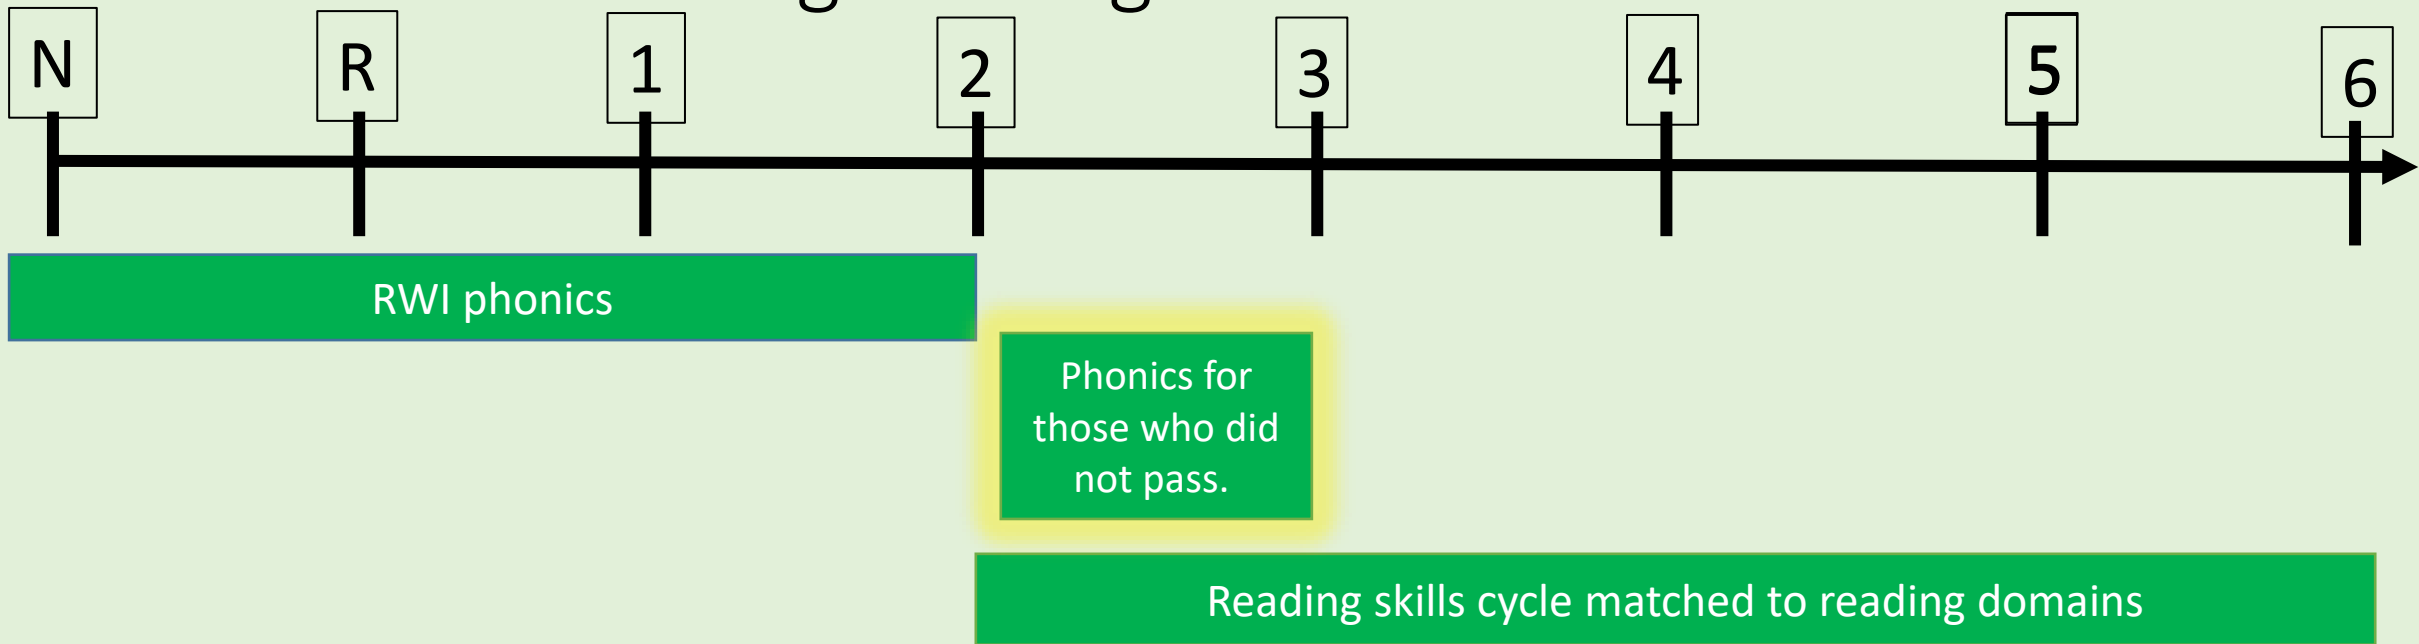 N R 1 2 3 4 5 6
RWI phonics
Phonics for
those who did
not pass.
Reading skills cycle matched to reading domains